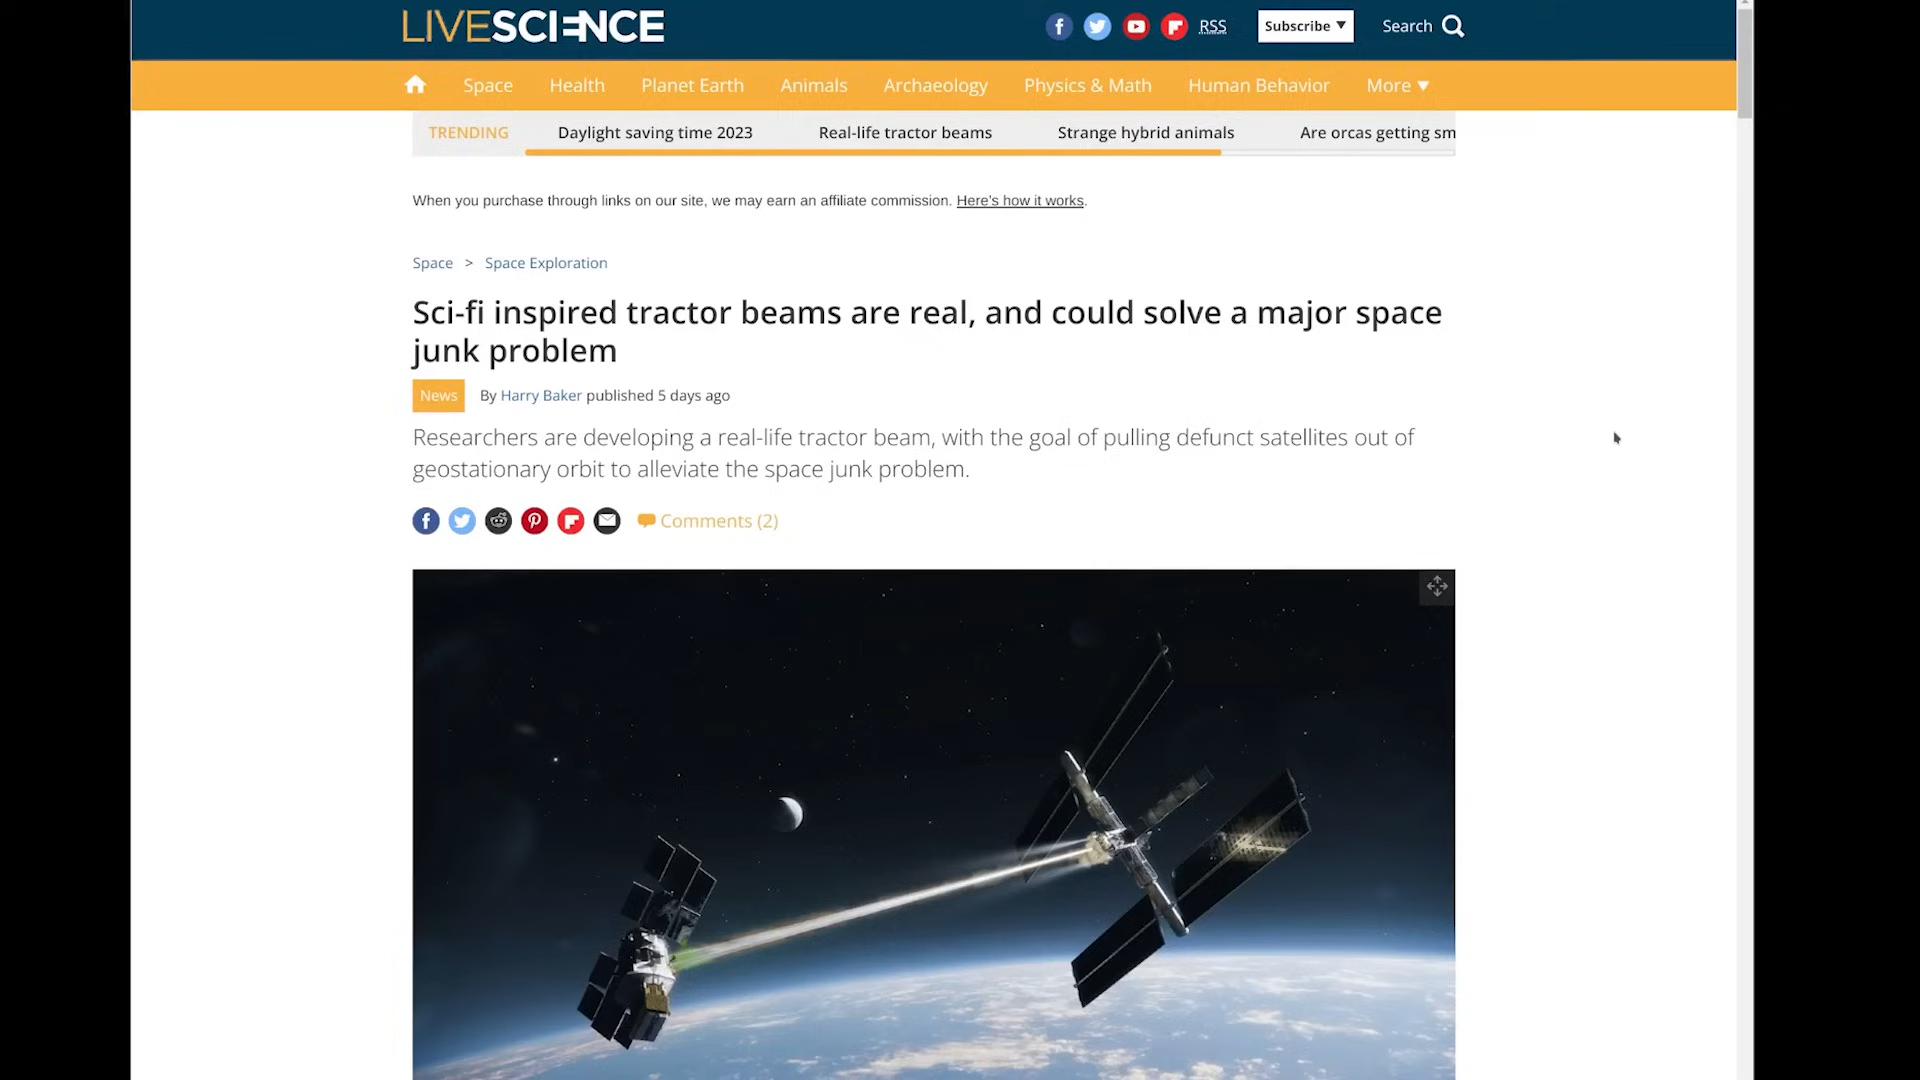 LIVESCIENCE
RSS
Subscribe ▼
Search
Space Health Planet Earth Animals Archaeology Physics & Math Human Behavior More ▼
TRENDING Daylight saving time 2023 Real-life tractor beams Strange hybrid animals Are orcas getting sm
When you purchase through links on our site, we may earn an affiliate commission. Here's how it works.
Space > Space Exploration
Sci-fi inspired tractor beams are real, and could solve a major space
junk problem
News By Harry Baker published 5 days ago
Researchers are developing a real-life tractor beam, with the goal of pulling defunct satellites out of
geostationary orbit to alleviate the space junk problem.
Comments (2)